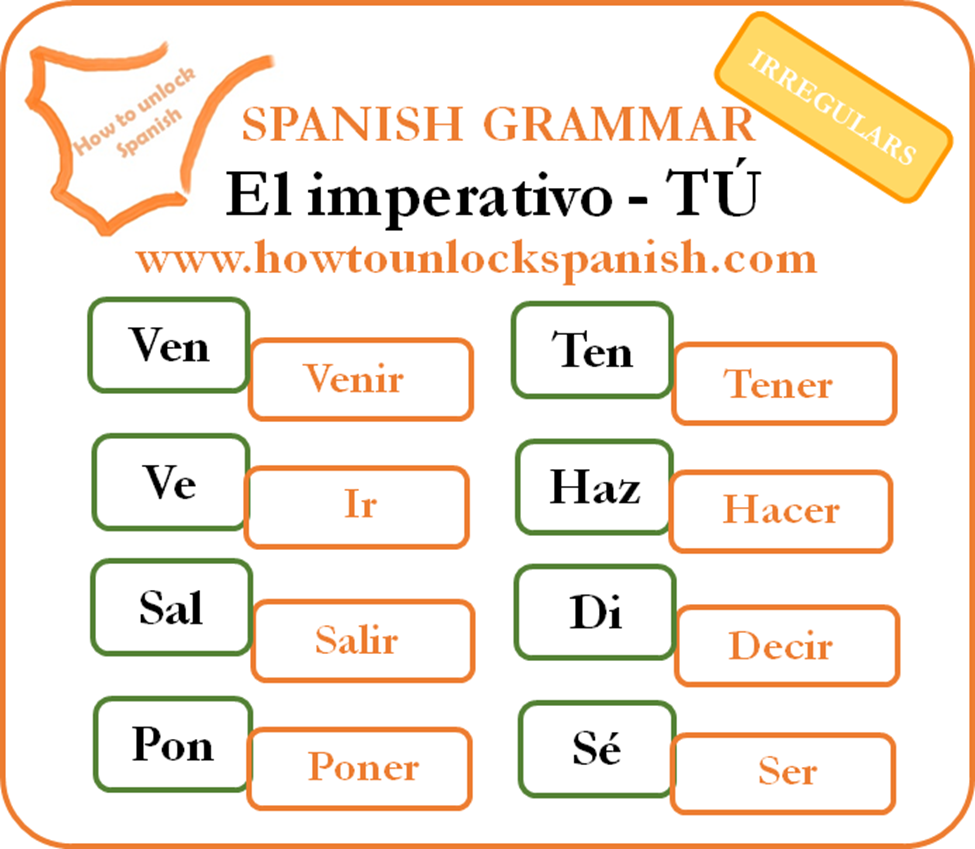 How to unlock
Spanish
IRREGULARS
SPANISH GRAMMAR
El imperativo - TÚ
www.howtounlockspanish.com
Ven
Venir
Ten
Tener
Ve
Ir
Haz
Hacer
Sal
Salir
Di
Decir
Pon
Poner
Sé
Ser